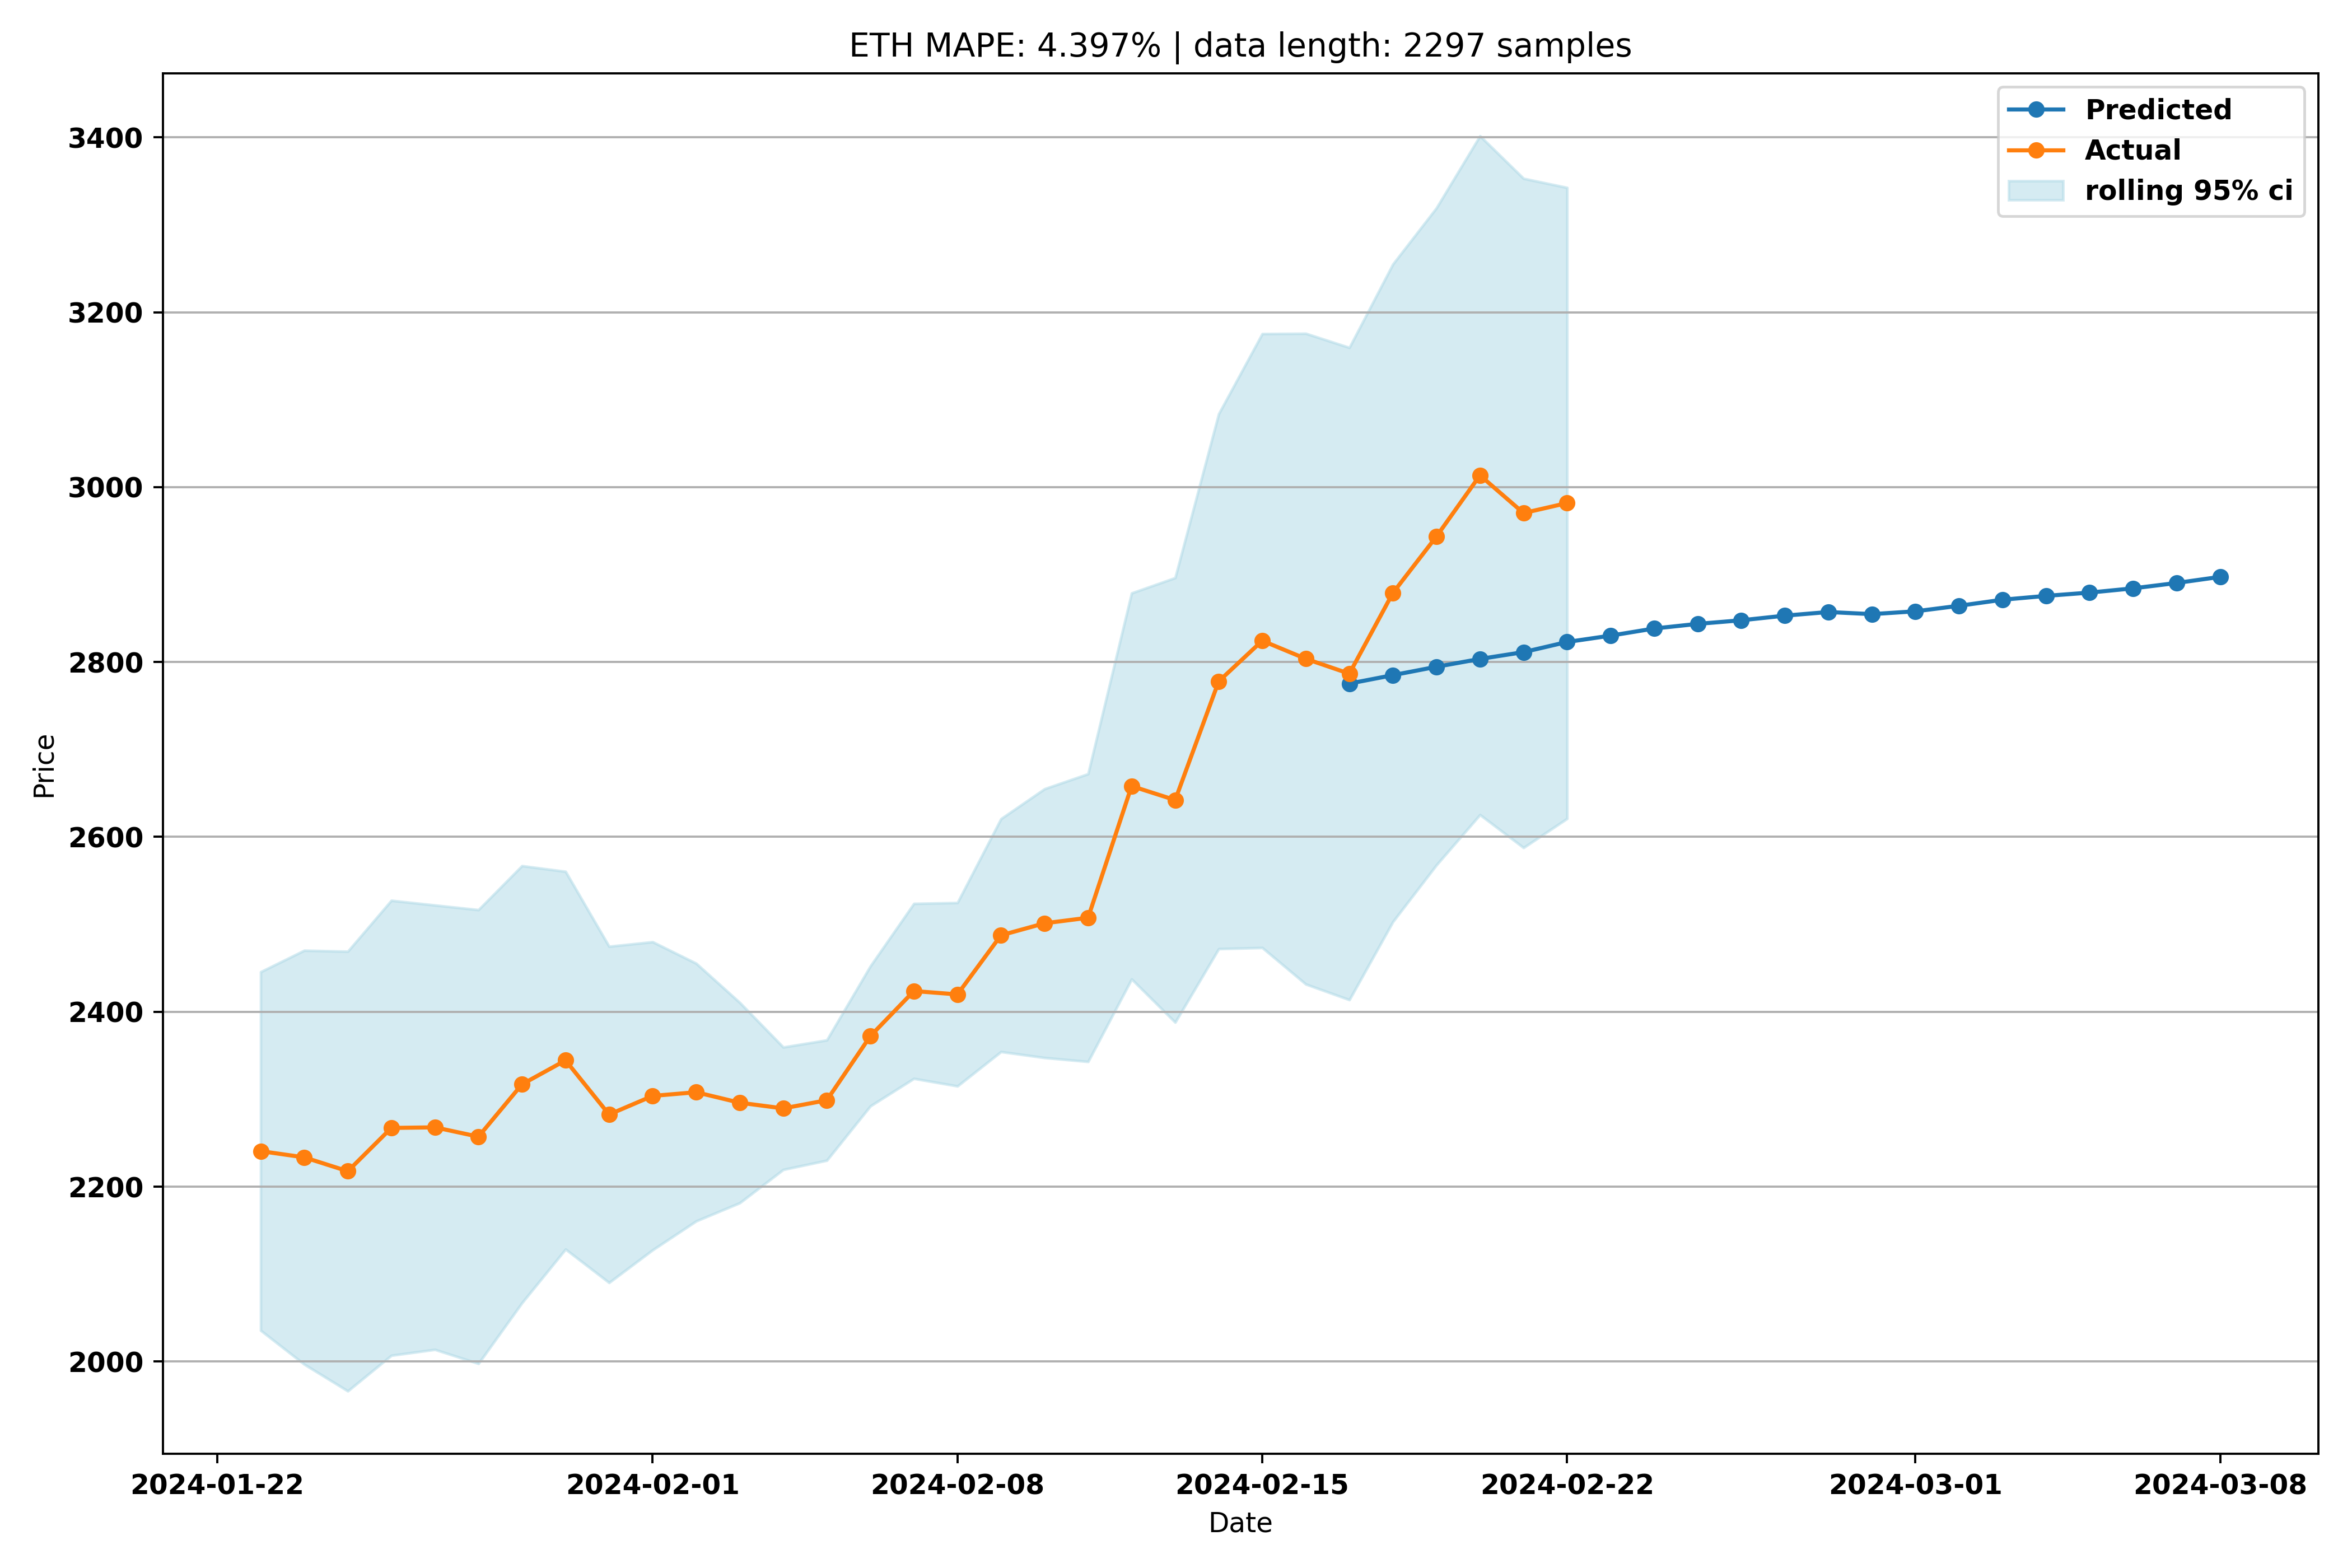 ETH MAPE: 4.397% | data length: 2297 samples
Predicted
Actual
rolling 95% ci
3400
3200
3000
2800
2600
2400
2200
2000
Price
2024-01-22
2024-02-01
2024-02-08
2024-02-15
2024-02-22
2024-03-01
2024-03-08
Date